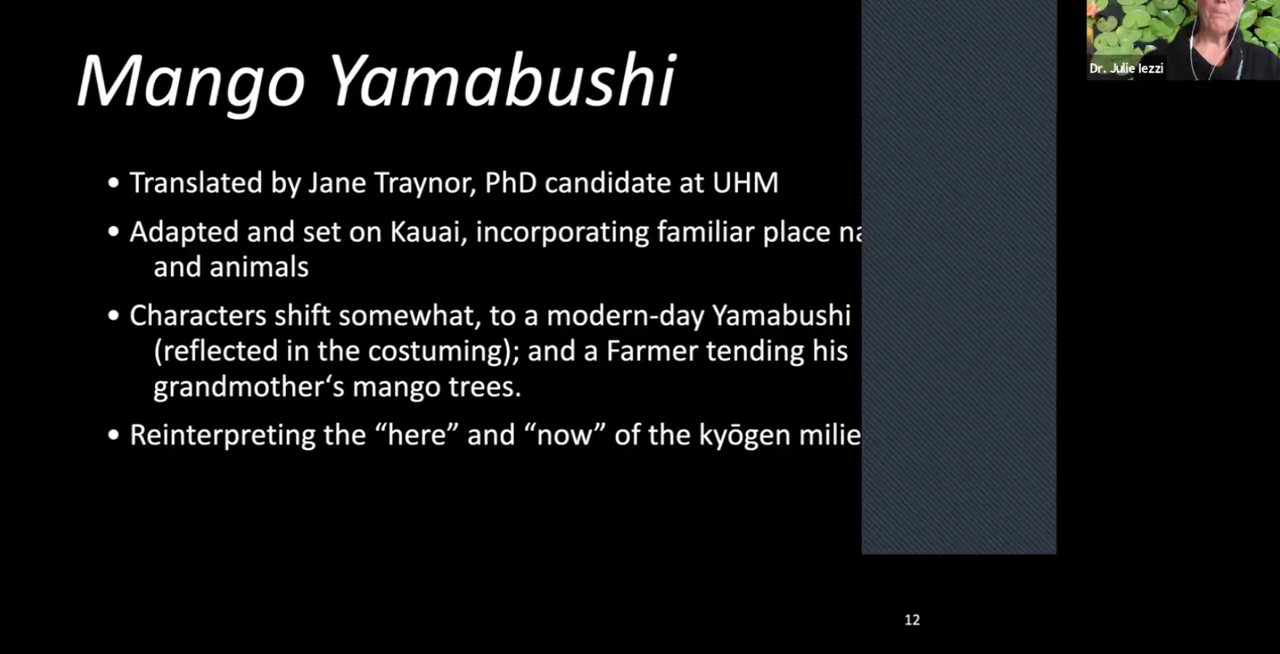 Mango Yamabushi
• Translated by Jane Traynor, PhD candidate at UHM
• Adapted and set on Kauai, incorporating familiar place na
and animals
• Characters shift somewhat, to a modern-day Yamabushi
(reflected in the costuming); and a Farmer tending his
grandmother‘s mango trees.
• Reinterpreting the “here” and “now” of the kyōgen milie
12
Dr. Julie Iezzi